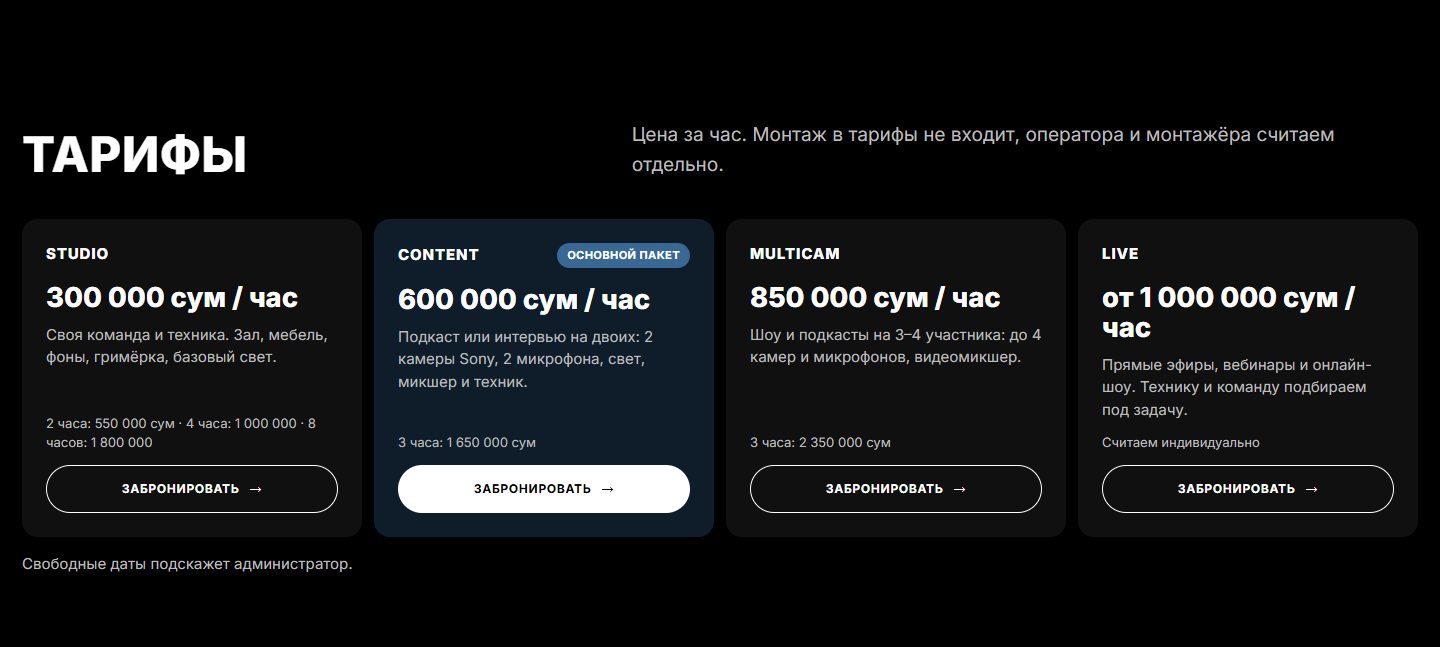 ТАРИФЫ
Цена за час. Монтаж в тарифы не входит, оператора и монтажёра считаем
отдельно.
STUDIO
300 000 сум / час
Своя команда и техника. Зал, мебель,
фоны, гримёрка, базовый свет.
2 часа: 550 000 сум · 4 часа: 1 000 000 · 8
часов: 1 800 000
ЗАБРОНИРОВАТЬ →
CONTENT
ОСНОВНОЙ ПАКЕТ
600 000 сум / час
Подкаст или интервью на двоих: 2
камеры Sony, 2 микрофона, свет,
микшер и техник.
3 часа: 1 650 000 сум
ЗАБРОНИРОВАТЬ →
MULTICAM
850 000 сум / час
Шоу и подкасты на 3–4 участника: до 4
камер и микрофонов, видеомикшер.
3 часа: 2 350 000 сум
ЗАБРОНИРОВАТЬ →
LIVE
от 1 000 000 сум /
час
Прямые эфиры, вебинары и онлайн-
шоу. Технику и команду подбираем
под задачу.
Считаем индивидуально
ЗАБРОНИРОВАТЬ →
Свободные даты подскажет администратор.